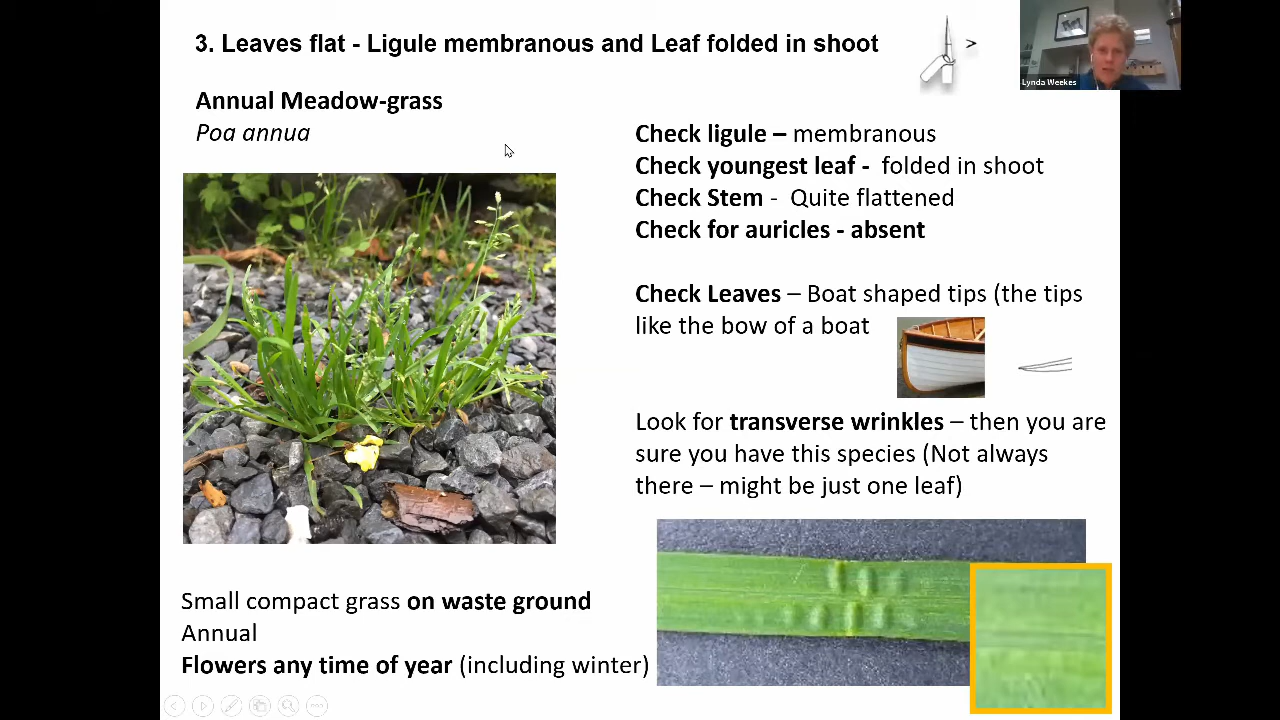 3. Leaves flat - Ligule membranous and Leaf folded in shoot
>
Lynda Weekes
Annual Meadow-grass
Poa annua
Check ligule – membranous
Check youngest leaf -  folded in shoot
Check Stem -  Quite flattened
Check for auricles - absent
Check Leaves – Boat shaped tips (the tips
like the bow of a boat
Look for transverse wrinkles – then you are
sure you have this species (Not always
there – might be just one leaf)
Small compact grass on waste ground
Annual
Flowers any time of year (including winter)